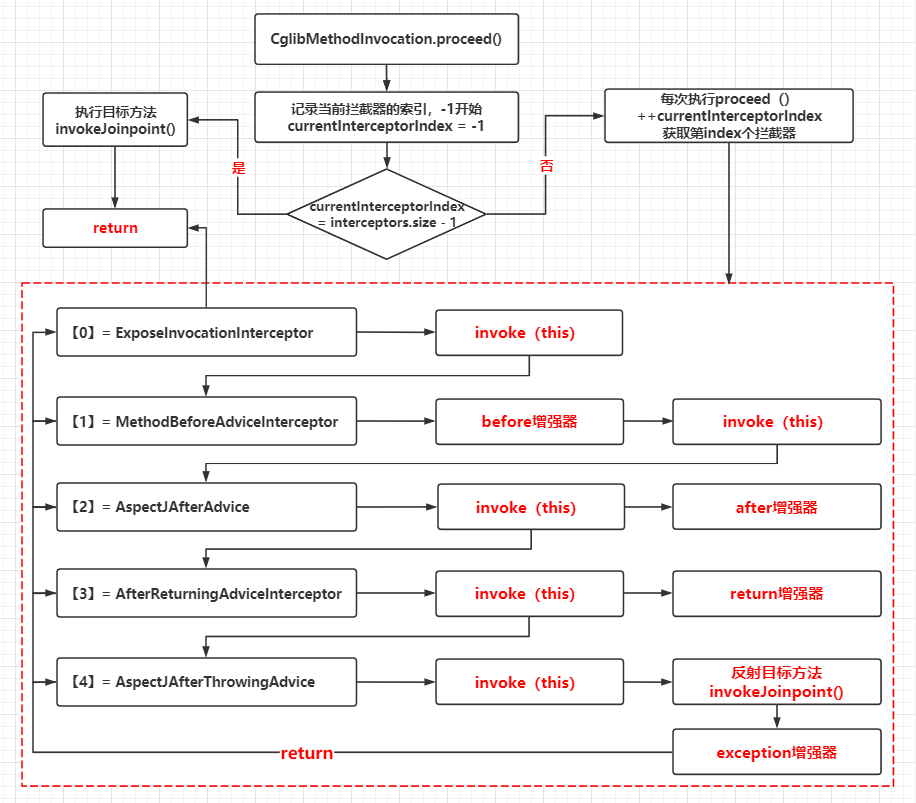 CglibMethodInvocation.proceed()
记录当前拦截器的索引，-1开始
currentInterceptorIndex = -1
执行目标方法
invokeJoinpoint()
每次执行proceed（）
++currentInterceptorIndex
获取第index个拦截器
是
否
currentInterceptorIndex
= interceptors.size - 1
return
【0】= ExposeInvocationInterceptor
invoke（this）
【1】= MethodBeforeAdviceInterceptor
before增强器
invoke（this）
【2】= AspectJAfterAdvice
invoke（this）
after增强器
【3】= AfterReturningAdviceInterceptor
invoke（this）
return增强器
【4】= AspectJAfterThrowingAdvice
invoke（this）
反射目标方法
invokeJoinpoint()
return
exception增强器